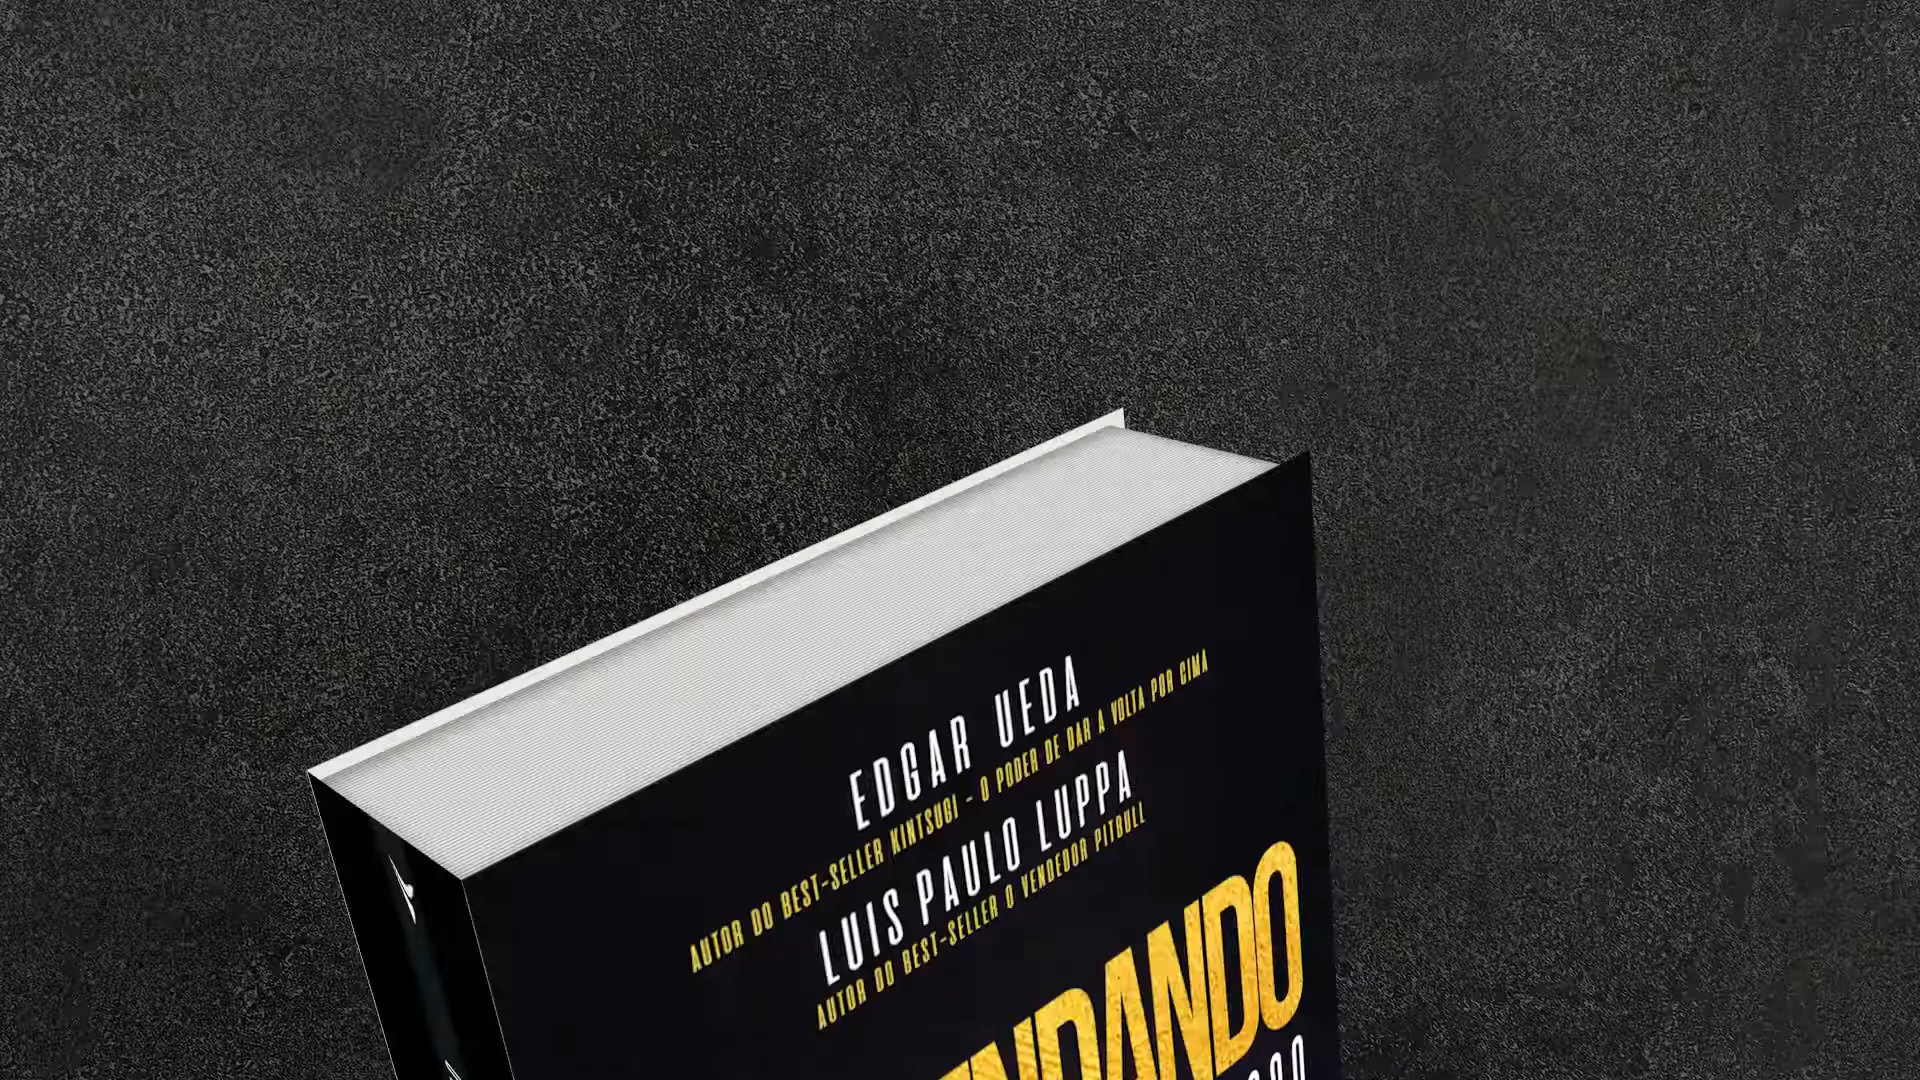 EDGAR UEDA
AUTOR DO BEST-SELLER KINTSUGI - O PODER DE DAR A VOLTA POR CIMA
LUIS PAULO LUPPA
AUTOR DO BEST-SELLER O VENDEDOR PITBULL